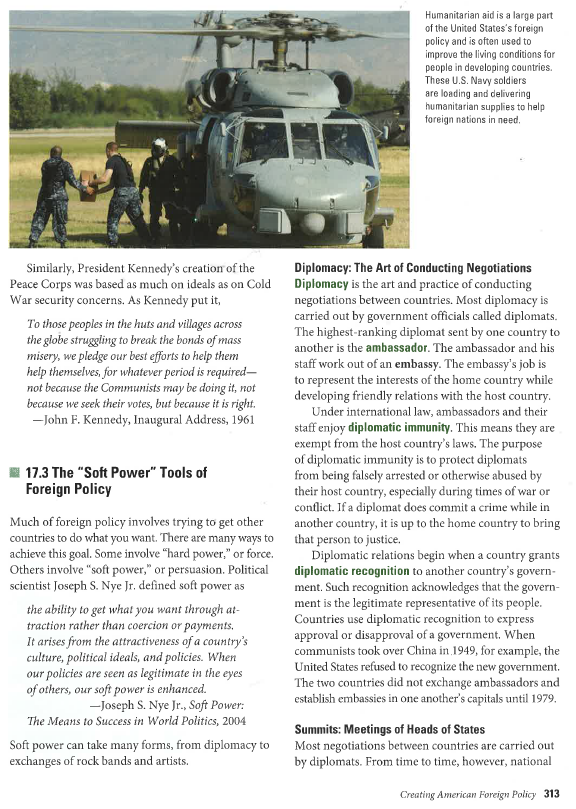 Humanitarian aid is a large part
of the United States's foreign
policy and is often used to
improve the living conditions for
people in developing countries.
These U.S. Navy soldiers
are loading and delivering
humanitarian supplies to help
foreign nations in need.
Similarly, President Kennedy's creation of the
Peace Corps was based as much on ideals as on Cold
War security concerns. As Kennedy put it,
To those peoples in the huts and villages across
the globe struggling to break the bonds of mass
misery, we pledge our best efforts to help them
help themselves, for whatever period is required—
not because the Communists may be doing it, not
because we seek their votes, but because it is right.
—John F. Kennedy, Inaugural Address, 1961
17.3 The "Soft Power" Tools of
Foreign Policy
Much of foreign policy involves trying to get other
countries to do what you want. There are many ways to
achieve this goal. Some involve "hard power," or force.
Others involve "soft power," or persuasion. Political
scientist Joseph S. Nye Jr. defined soft power as
the ability to get what you want through at-
traction rather than coercion or payments.
It arises from the attractiveness of a country's
culture, political ideals, and policies. When
our policies are seen as legitimate in the eyes
of others, our soft power is enhanced.
—Joseph S. Nye Jr., Soft Power:
The Means to Success in World Politics, 2004
Soft power can take many forms, from diplomacy to
exchanges of rock bands and artists.
Diplomacy: The Art of Conducting Negotiations
Diplomacy is the art and practice of conducting
negotiations between countries. Most diplomacy is
carried out by government officials called diplomats.
The highest-ranking diplomat sent by one country to
another is the ambassador. The ambassador and his
staff work out of an embassy. The embassy's job is
to represent the interests of the home country while
developing friendly relations with the host country.
Under international law, ambassadors and their
staff enjoy diplomatic immunity. This means they are
exempt from the host country's laws. The purpose
of diplomatic immunity is to protect diplomats
from being falsely arrested or otherwise abused by
their host country, especially during times of war or
conflict. If a diplomat does commit a crime while in
another country, it is up to the home country to bring
that person to justice.
Diplomatic relations begin when a country grants
diplomatic recognition to another country's govern-
ment. Such recognition acknowledges that the govern-
ment is the legitimate representative of its people.
Countries use diplomatic recognition to express
approval or disapproval of a government. When
communists took over China in 1949, for example, the
United States refused to recognize the new government.
The two countries did not exchange ambassadors and
establish embassies in one another's capitals until 1979.
Summits: Meetings of Heads of States
Most negotiations between countries are carried out
by diplomats. From time to time, however, national
Creating American Foreign Policy 313